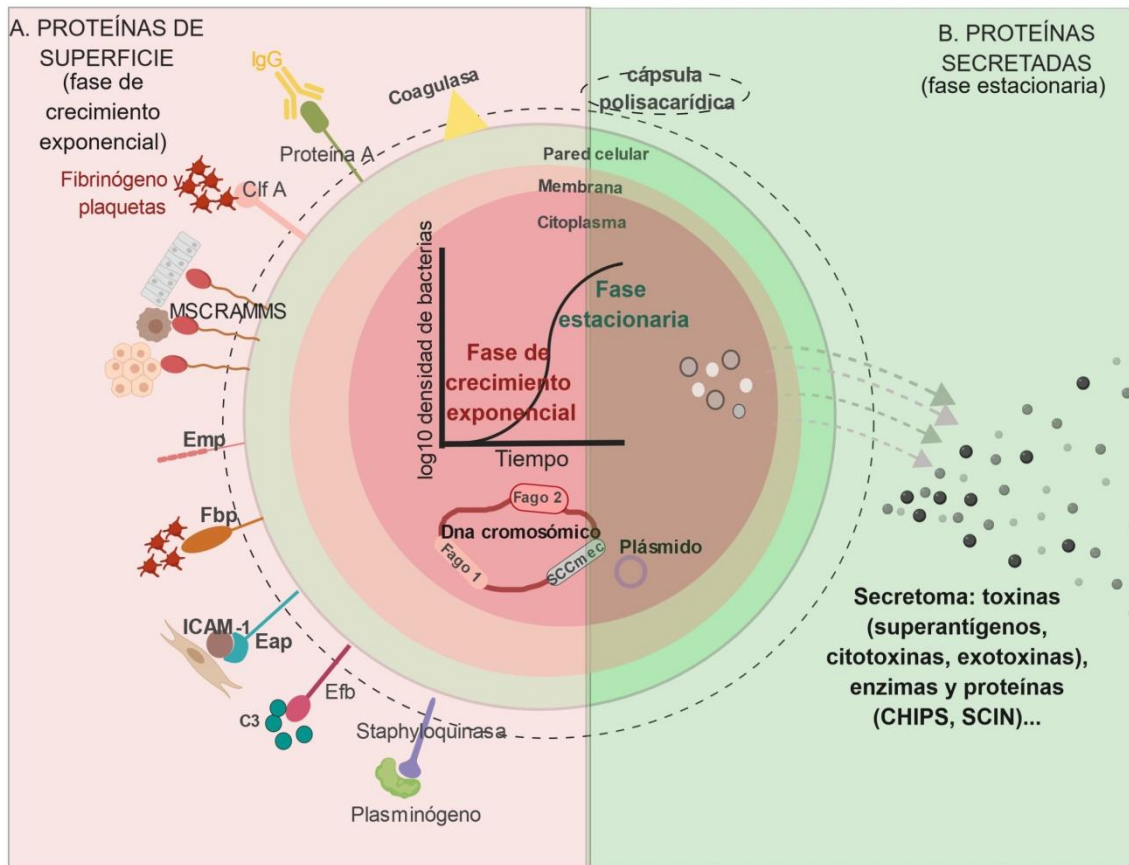 A. PROTEÍNAS DE
SUPERFICIE
(fase de
crecimiento
exponencial)
B. PROTEÍNAS
SECRETADAS
(fase estacionaria)
IgG
Coagulasa
cápsula
polisacarídica
Proteína A
Pared celular
Fibrinógeno y
plaquetas
Clf A
Membrana
Citoplasma
MSCRAMMS
log10 densidad de bacterias
Fase
estacionaria
Fase de
crecimiento
exponencial
Tiempo
Emp
Fago 2
Dna cromosómico
Fago 1
SCCmec
Plásmido
Fbp
ICAM-1
Eap
Efb
C3
Staphyloquinasa
Plasminógeno
Secretoma: toxinas
(superantígenos,
citotoxinas, exotoxinas),
enzimas y proteínas
(CHIPS, SCIN)...